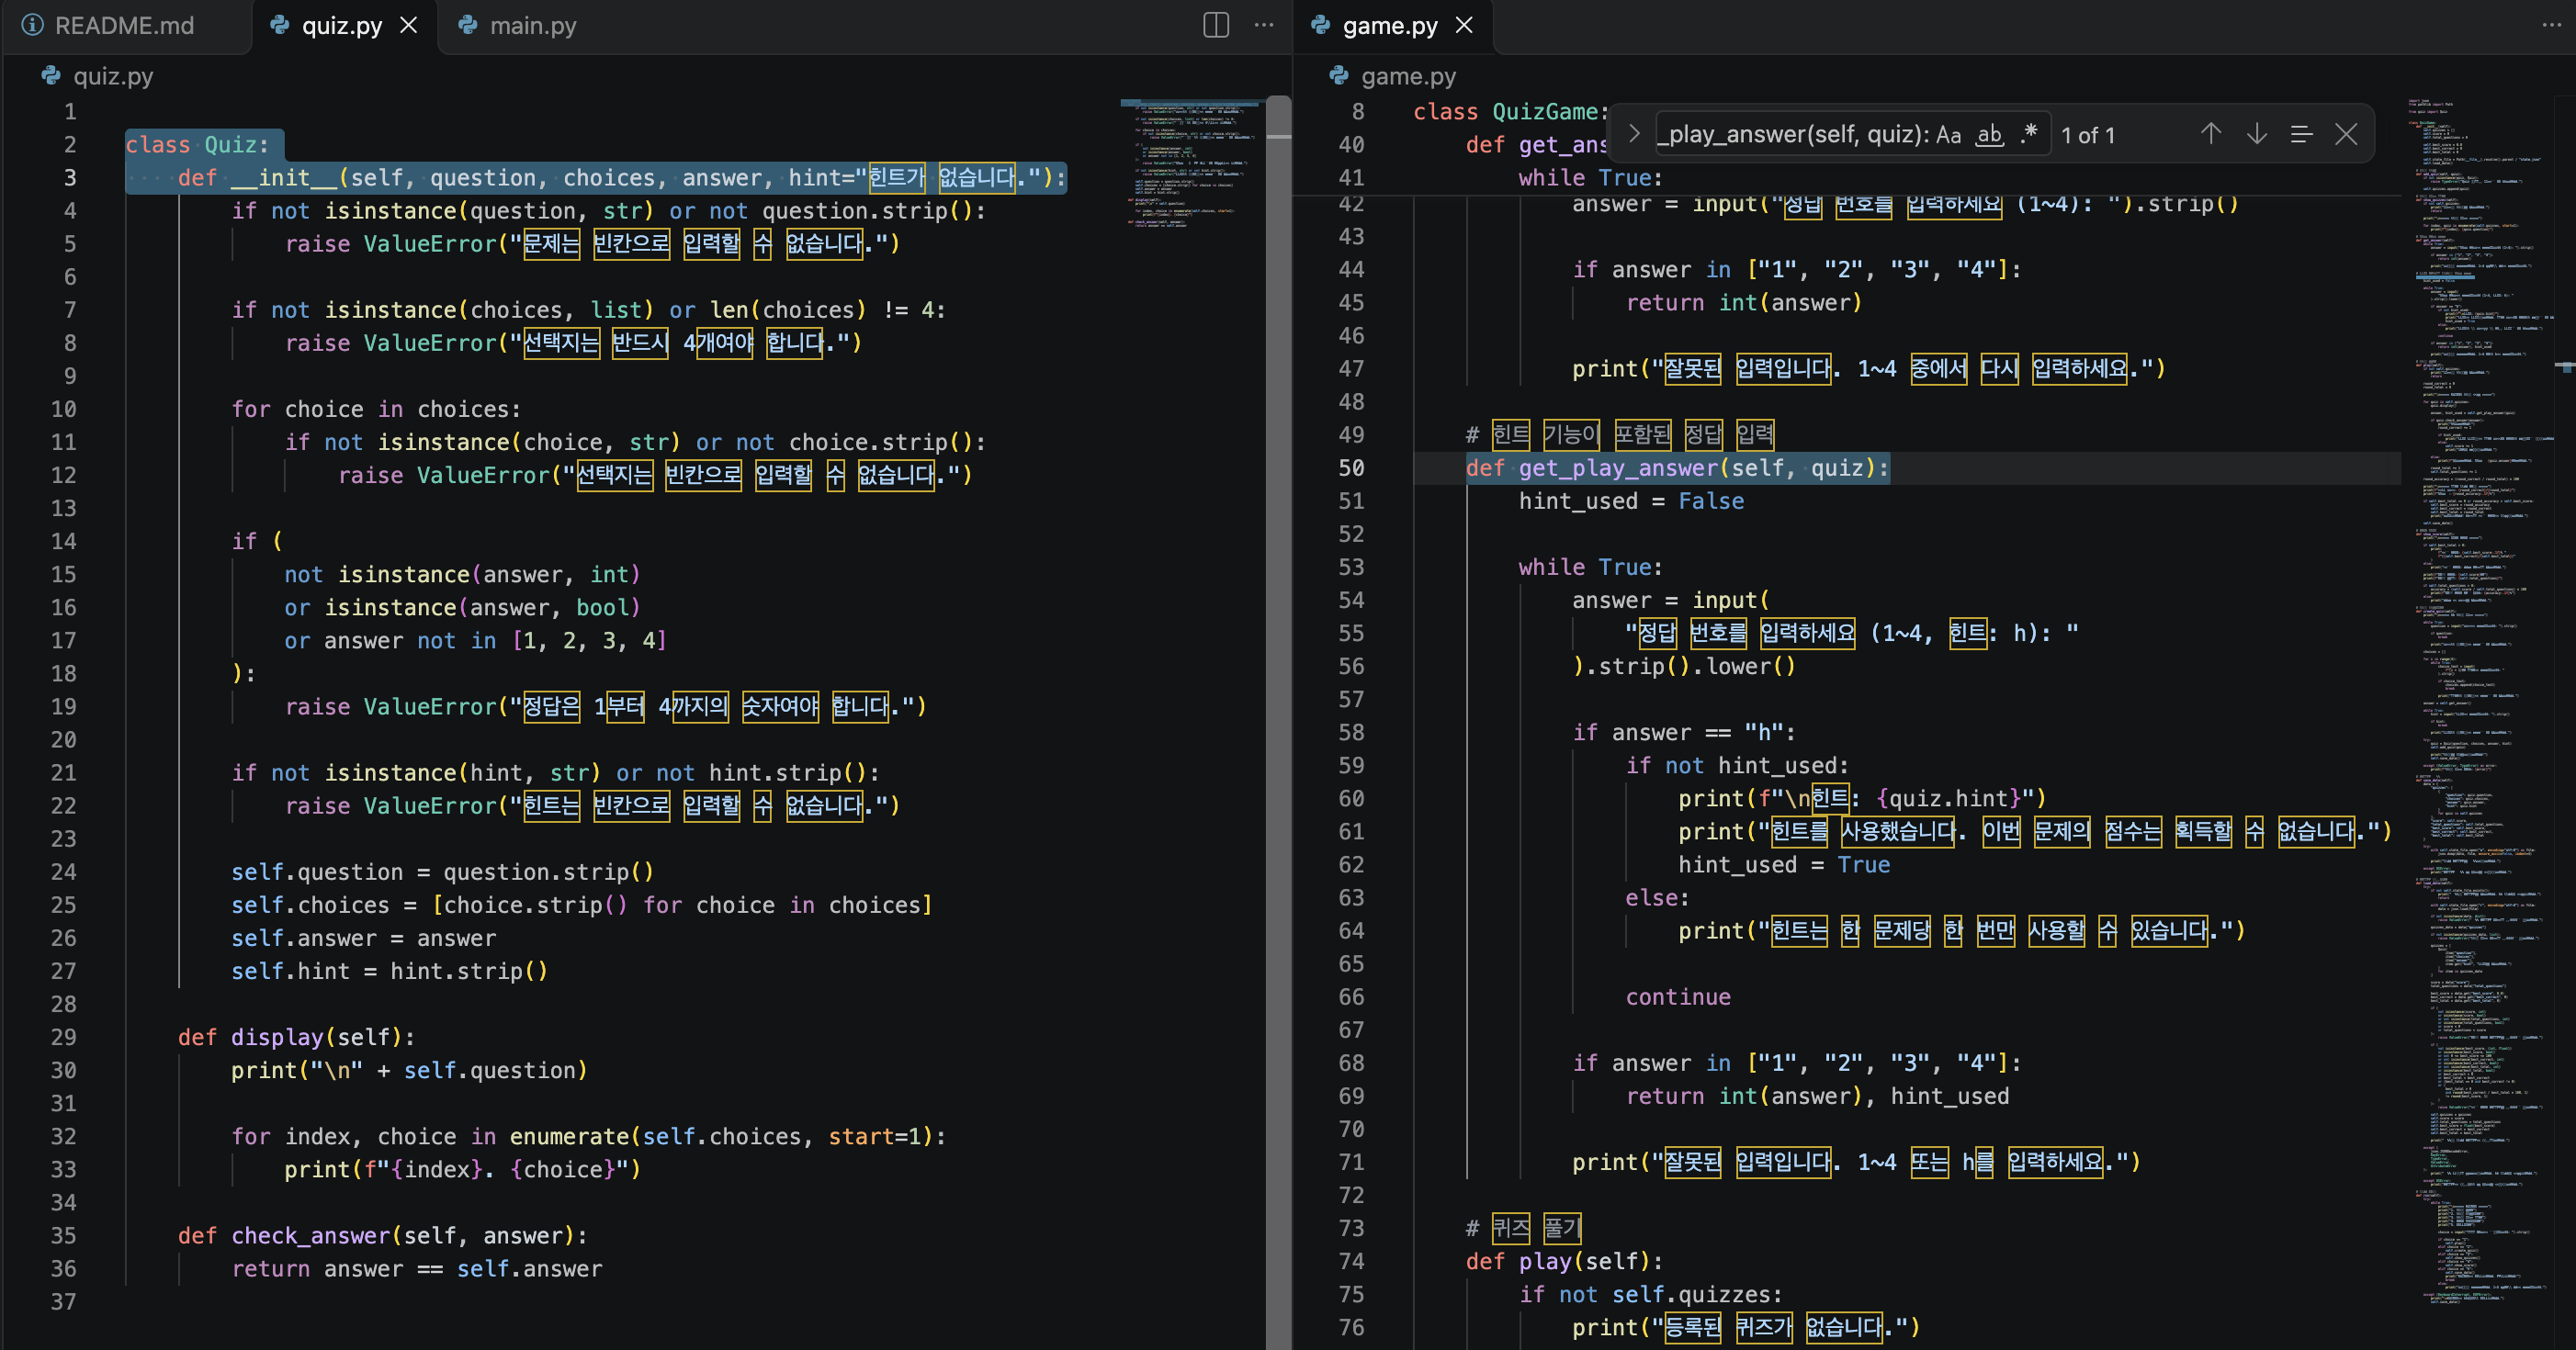 README.md
quiz.py
main.py
quiz.py
1
2 class Quiz:
3     def __init__(self, question, choices, answer, hint="힌트가 없습니다."):
4         if not isinstance(question, str) or not question.strip():
5             raise ValueError("문제는 빈칸으로 입력할 수 없습니다.")
6
7         if not isinstance(choices, list) or len(choices) != 4:
8             raise ValueError("선택지는 반드시 4개여야 합니다.")
9
10         for choice in choices:
11             if not isinstance(choice, str) or not choice.strip():
12                 raise ValueError("선택지는 빈칸으로 입력할 수 없습니다.")
13
14         if (
15             not isinstance(answer, int)
16             or isinstance(answer, bool)
17             or answer not in [1, 2, 3, 4]
18         ):
19             raise ValueError("정답은 1부터 4까지의 숫자여야 합니다.")
20
21         if not isinstance(hint, str) or not hint.strip():
22             raise ValueError("힌트는 빈칸으로 입력할 수 없습니다.")
23
24         self.question = question.strip()
25         self.choices = [choice.strip() for choice in choices]
26         self.answer = answer
27         self.hint = hint.strip()
28
29     def display(self):
30         print("\n" + self.question)
31
32         for index, choice in enumerate(self.choices, start=1):
33             print(f"{index}. {choice}")
34
35     def check_answer(self, answer):
36         return answer == self.answer
37
game.py
game.py
_play_answer(self, quiz): Aa ab .* 1 of 1
8 class QuizGame:
40     def get_ans
41         while True:
42             answer = input("정답 번호를 입력하세요 (1~4): ").strip()
43
44             if answer in ["1", "2", "3", "4"]:
45                 return int(answer)
46
47             print("잘못된 입력입니다. 1~4 중에서 다시 입력하세요.")
48
49     # 힌트 기능이 포함된 정답 입력
50     def get_play_answer(self, quiz):
51         hint_used = False
52
53         while True:
54             answer = input(
55                 "정답 번호를 입력하세요 (1~4, 힌트: h): "
56             ).strip().lower()
57
58             if answer == "h":
59                 if not hint_used:
60                     print(f"\n힌트: {quiz.hint}")
61                     print("힌트를 사용했습니다. 이번 문제의 점수는 획득할 수 없습니다.")
62                     hint_used = True
63                 else:
64                     print("힌트는 한 문제당 한 번만 사용할 수 있습니다.")
65
66                 continue
67
68             if answer in ["1", "2", "3", "4"]:
69                 return int(answer), hint_used
70
71             print("잘못된 입력입니다. 1~4 또는 h를 입력하세요.")
72
73     # 퀴즈 풀기
74     def play(self):
75         if not self.quizzes:
76             print("등록된 퀴즈가 없습니다.")